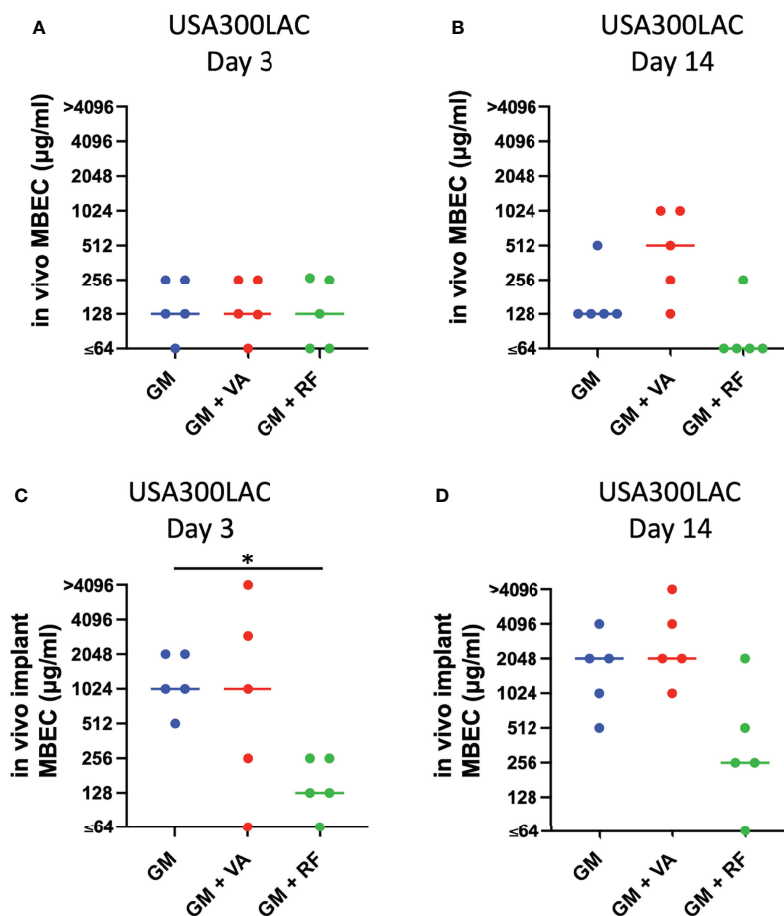 A
USA300LAC
Day 3
in vivo MBEC (µg/ml)
>4096
4096
2048
1024
512
256
128
≤64
GM
GM + VA
GM + RF
B
USA300LAC
Day 14
in vivo MBEC (µg/ml)
>4096
4096
2048
1024
512
256
128
≤64
GM
GM + VA
GM + RF
C
USA300LAC
Day 3
*
in vivo implant
MBEC (µg/ml)
>4096
4096
2048
1024
512
256
128
≤64
GM
GM + VA
GM + RF
D
USA300LAC
Day 14
in vivo implant
MBEC (µg/ml)
>4096
4096
2048
1024
512
256
128
≤64
GM
GM + VA
GM + RF